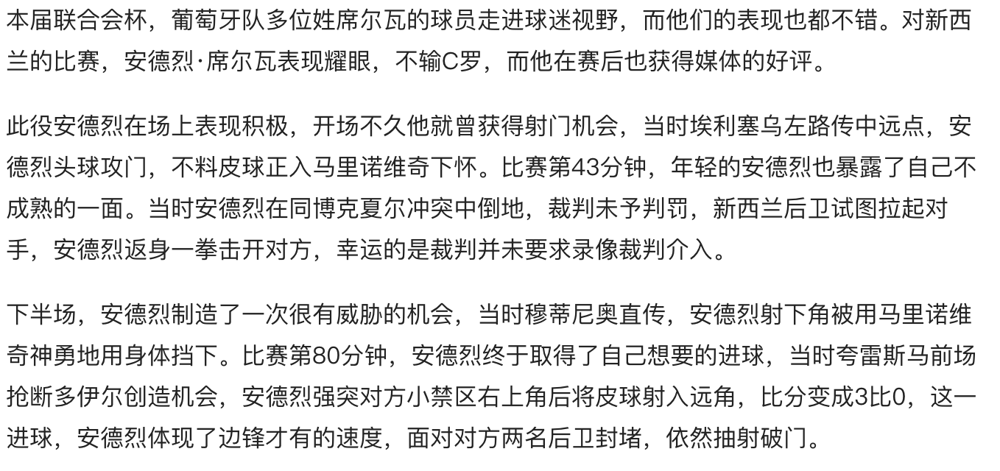 本届联合会杯，葡萄牙队多位姓席尔瓦的球员走进球迷视野，而他们的表现也都不错。对新西
兰的比赛，安德烈·席尔瓦表现耀眼，不输C罗，而他在赛后也获得媒体的好评。
此役安德烈在场上表现积极，开场不久他就曾获得射门机会，当时埃利塞乌左路传中远点，安
德烈头球攻门，不料皮球正入马里诺维奇下怀。比赛第43分钟，年轻的安德烈也暴露了自己不
成熟的一面。当时安德烈在同博克夏尔冲突中倒地，裁判未予判罚，新西兰后卫试图拉起对
手，安德烈返身一拳击开对方，幸运的是裁判并未要求录像裁判介入。
下半场，安德烈制造了一次很有威胁的机会，当时穆蒂尼奥直传，安德烈射下角被用马里诺维
奇神勇地用身体挡下。比赛第80分钟，安德烈终于取得了自己想要的进球，当时夸雷斯马前场
抢断多伊尔创造机会，安德烈强突对方小禁区右上角后将皮球射入远角，比分变成3比0，这一
进球，安德烈体现了边锋才有的速度，面对对方两名后卫封堵，依然抽射破门。